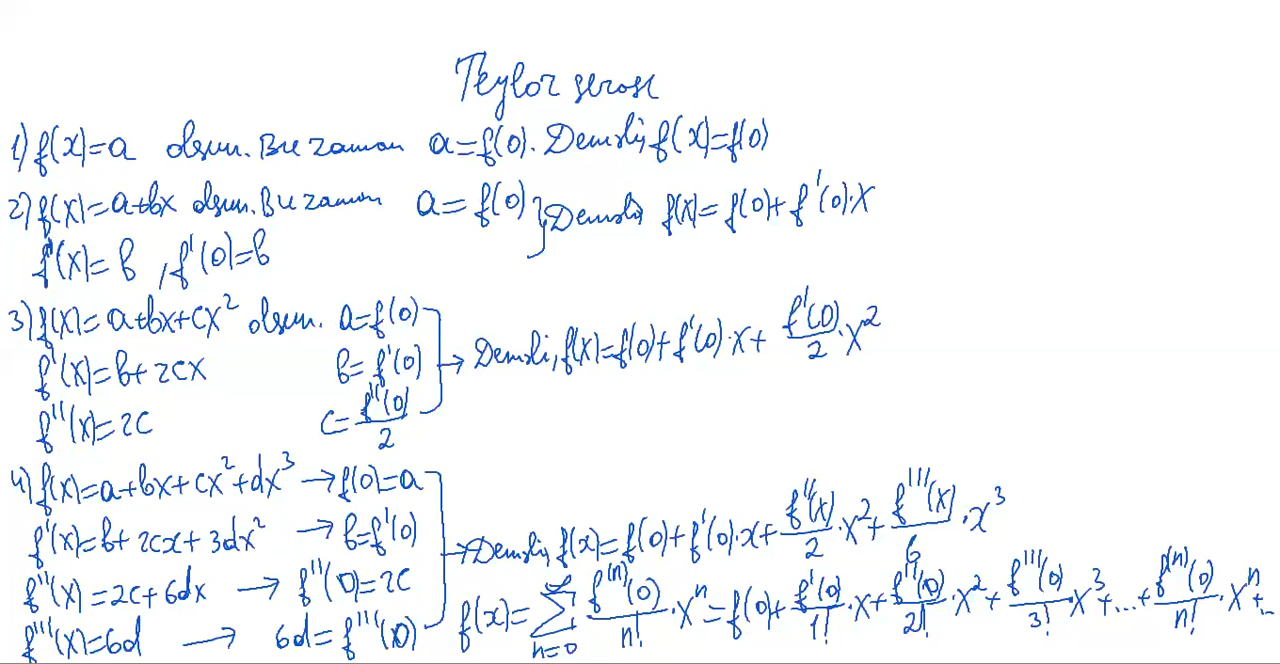 Teylor sırası
1) f(x)=a olsun. Bu zaman a=f(0). Deməli, f(x)=f(0)
2) f(x)=a+bx olsun. Bu zaman a=f(0) } Deməli, f(x)=f(0)+f'(0)·x
f'(x)=b , f'(0)=b
3) f(x)=a+bx+cx² olsun. a=f(0)
f'(x)=b+2cx b=f'(0) → Deməli, f(x)=f(0)+f'(0)·x+f'(0)/2·x²
f''(x)=2c c=f''(0)/2
4) f(x)=a+bx+cx²+dx³ → f(0)=a
f'(x)=b+2cx+3dx² → b=f'(0) → Deməli, f(x)=f(0)+f'(0)·x+f''(x)/2·x²+f'''(x)/6·x³
f''(x)=2c+6dx → f''(0)=2c
f'''(x)=6d → 6d=f'''(0)
f(x)=∑_{n=0}^{∞} f^{(n)}(0)/n!·xⁿ=f(0)+f'(0)/1!·x+f''(0)/2!·x²+f'''(0)/3!·x³+...+f^{(n)}(0)/n!·xⁿ+...